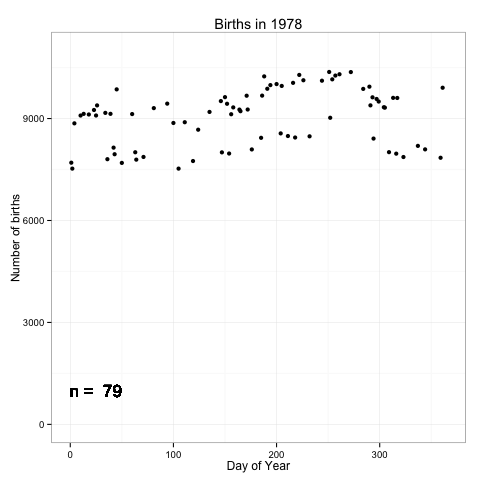 Births in 1978
Number of births
9000
6000
3000
0
n = 79
0 100 200 300
Day of Year